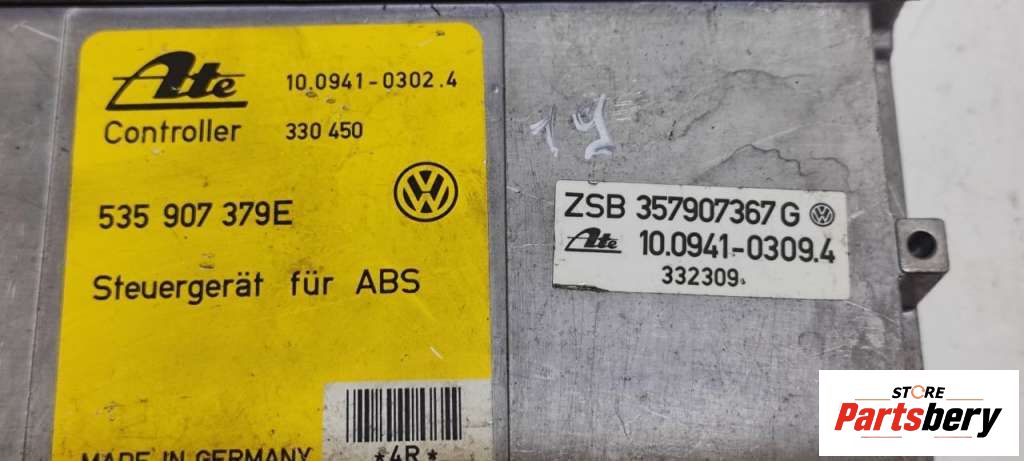 Ate 10.0941-0302.4
Controller 330 450
535 907 379E
Steuergerät für ABS
MADE IN GERMANY *4R*
14
ZSB 357907367 G
Ate 10.0941-0309.4
332309
STORE
Partsbery